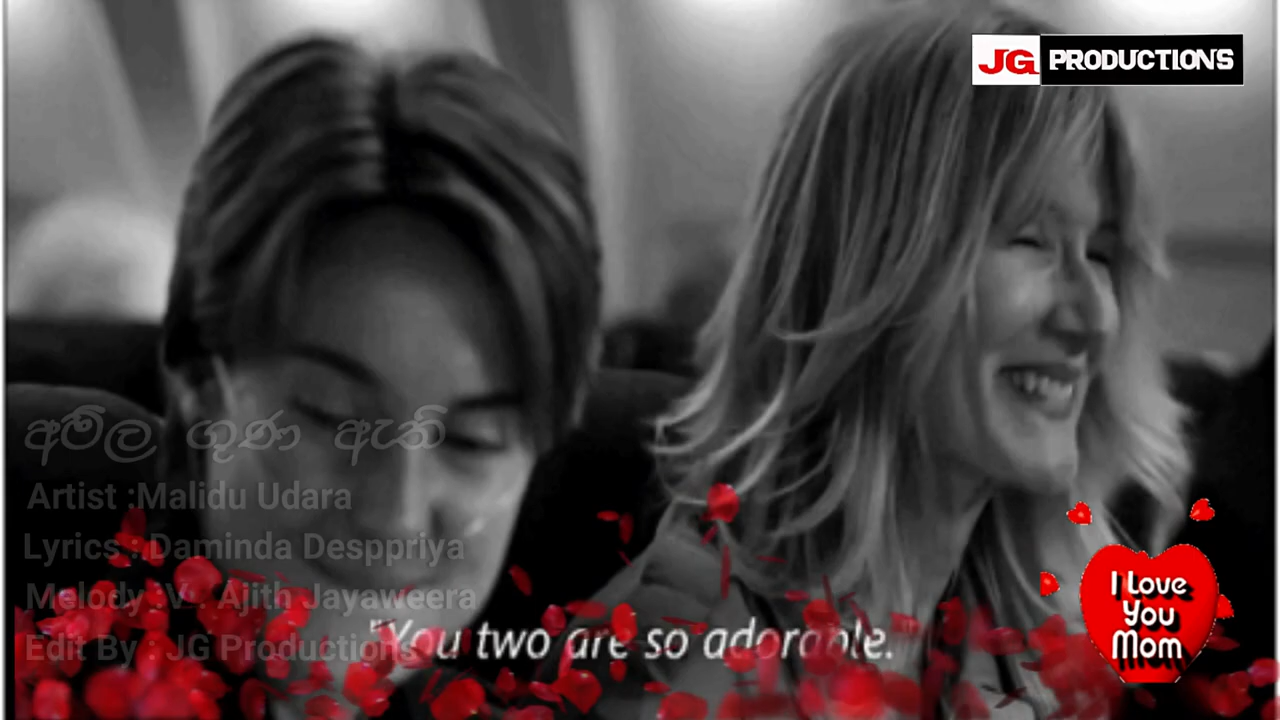 JG PRODUCTIONS
අම්ල ගුණ ඇති
Artist :Malidu Udara
Lyrics : Daminda Desppriya
Melody :V . Ajith Jayaweera
Edit By : JG Productions
"You two are so adorable.
I Love
You
Mom